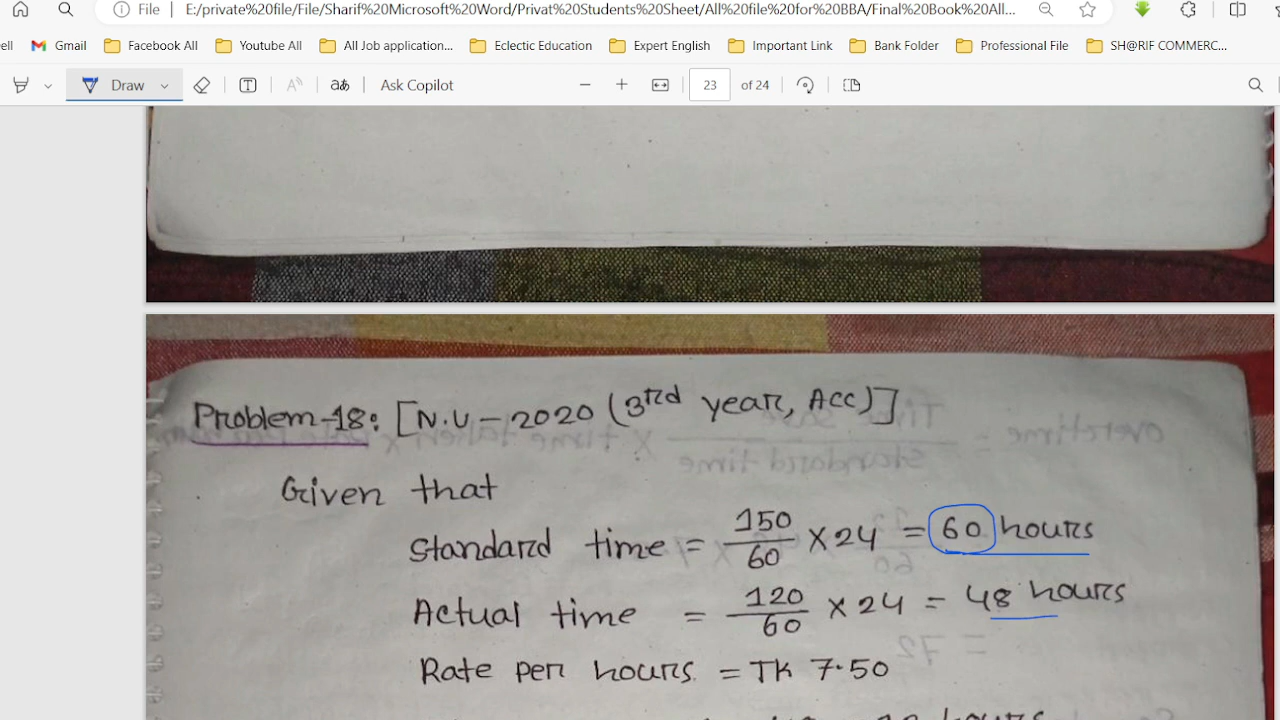 File E:/private%20file/File/Sharif%20Microsoft%20Word/Privat%20Students%20Sheet/All%20file%20for%20BBA/Final%20Book%20All...
ell Gmail Facebook All Youtube All All Job application... Eclectic Education Expert English Important Link Bank Folder Professional File SH@RIF COMMERC...
Draw Ask Copilot 23 of 24
Problem-18: [N.U - 2020 (3rd year, Acc)]
Given that
Standard time = 150/60 × 24 = 60 hours
Actual time = 120/60 × 24 = 48 hours
Rate per hours = TK 7.50